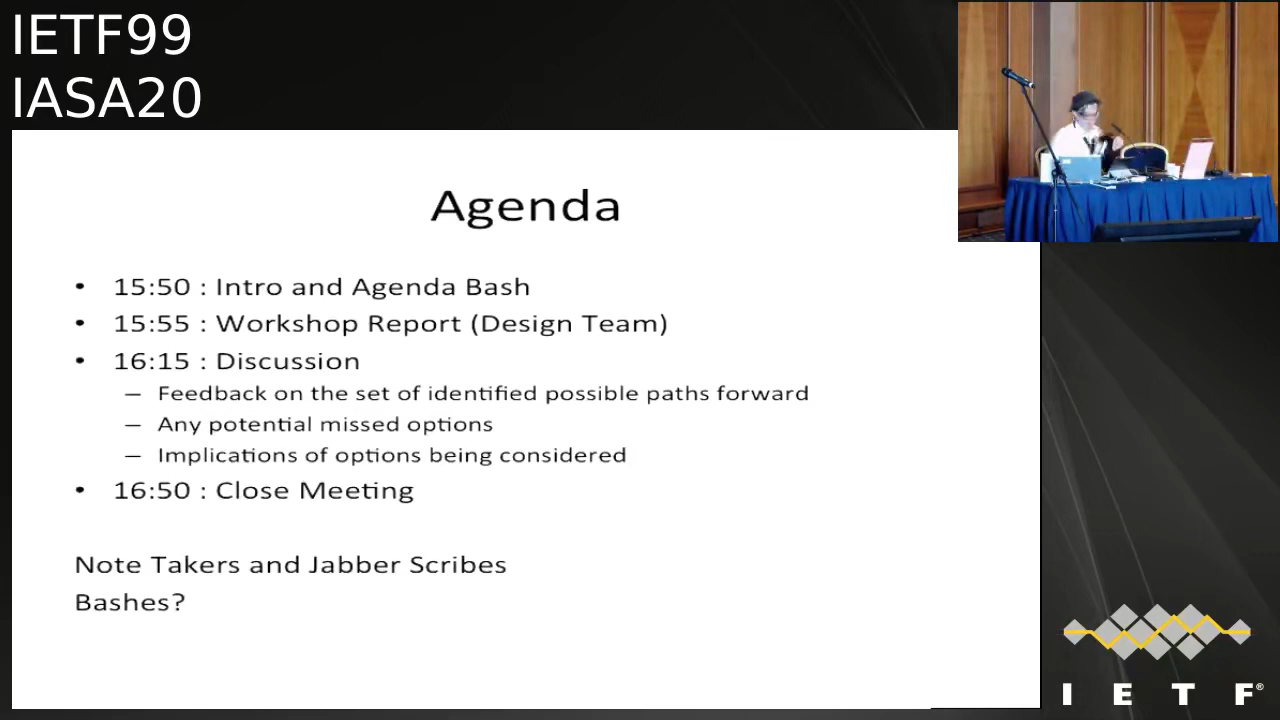 IETF99
IASA20
Agenda
• 15:50 : Intro and Agenda Bash
• 15:55 : Workshop Report (Design Team)
• 16:15 : Discussion
– Feedback on the set of identified possible paths forward
– Any potential missed options
– Implications of options being considered
• 16:50 : Close Meeting
Note Takers and Jabber Scribes
Bashes?
I E T F®